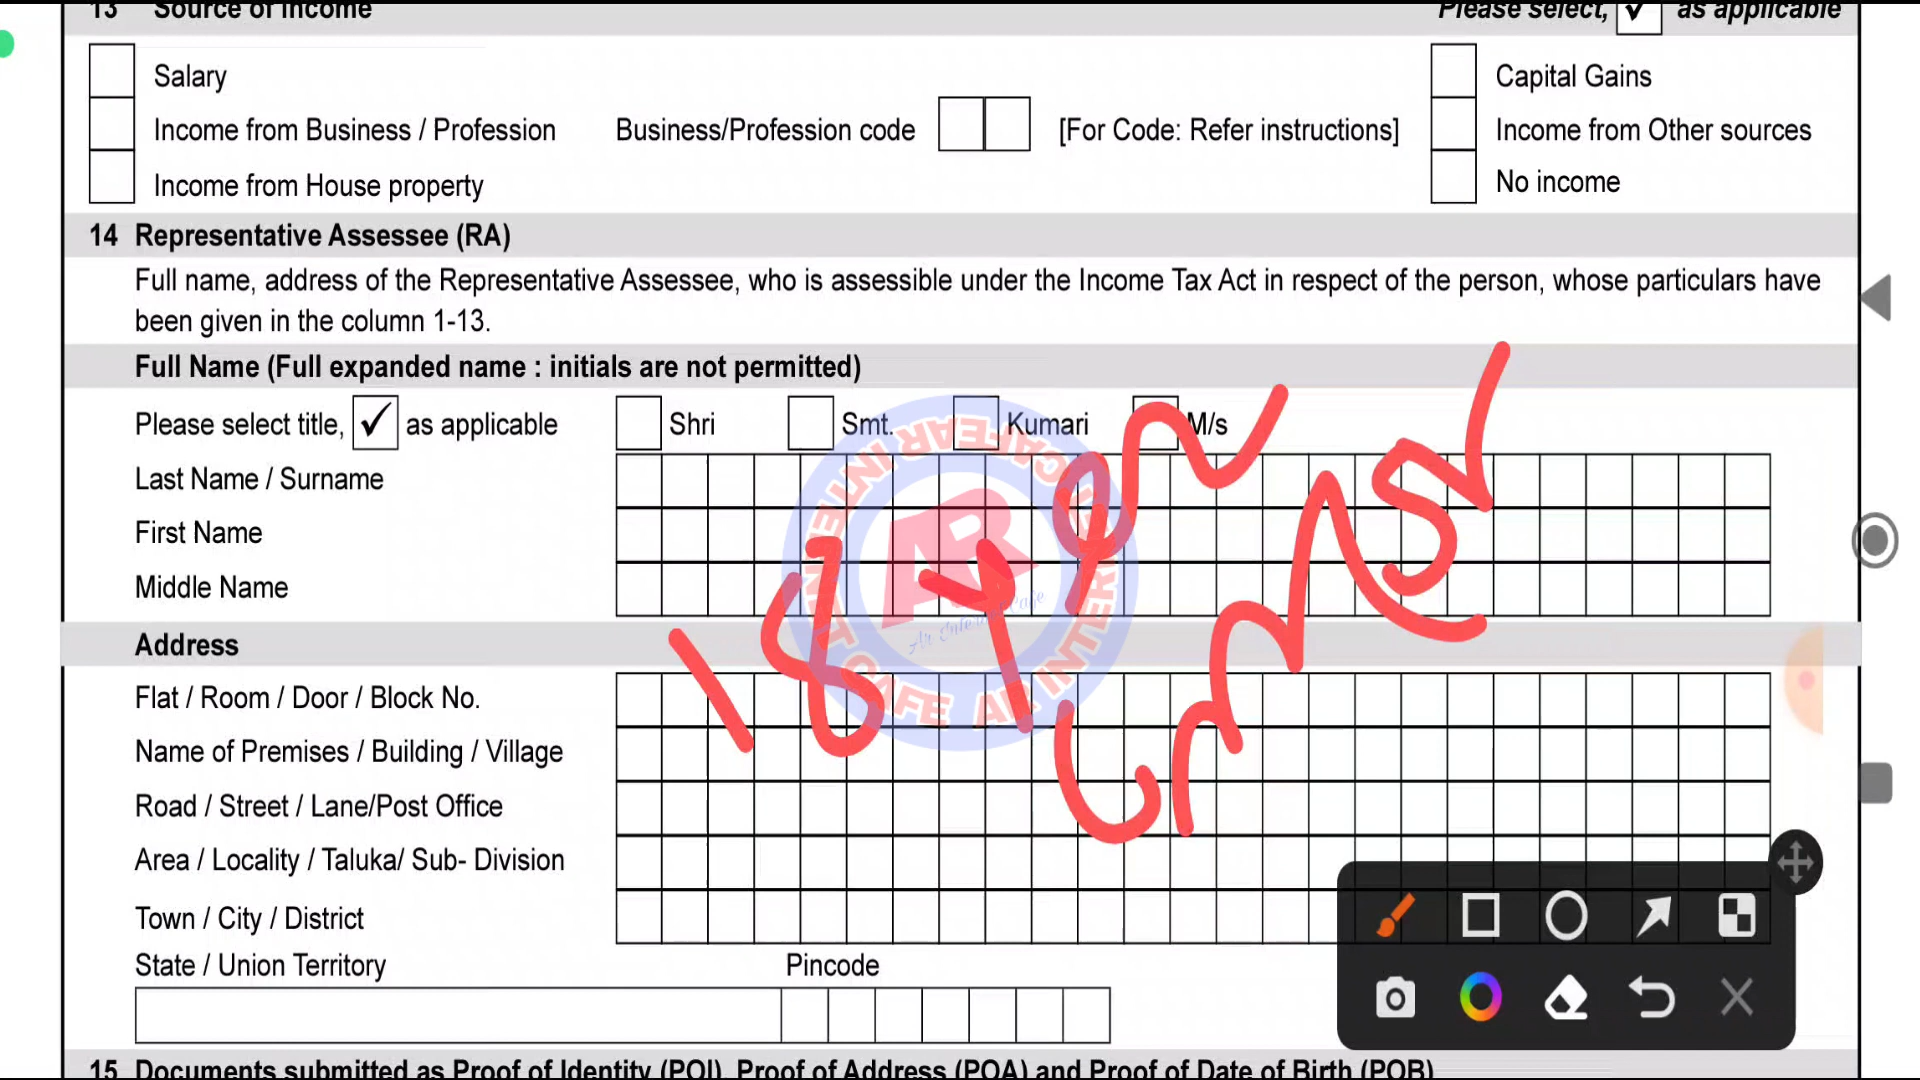 13 Source of Income Please select, ✓ as applicable
Salary Capital Gains
Income from Business / Profession Business/Profession code [For Code: Refer instructions] Income from Other sources
Income from House property No income
14 Representative Assessee (RA)
Full name, address of the Representative Assessee, who is assessible under the Income Tax Act in respect of the person, whose particulars have
been given in the column 1-13.
Full Name (Full expanded name : initials are not permitted)
Please select title, ✓ as applicable Shri Smt. Kumari M/s
Last Name / Surname
First Name
Middle Name
AR
Address
Flat / Room / Door / Block No.
Name of Premises / Building / Village
Road / Street / Lane/Post Office
Area / Locality / Taluka/ Sub- Division
Town / City / District
State / Union Territory Pincode
15 Documents submitted as Proof of Identity (POI), Proof of Address (POA) and Proof of Date of Birth (POB)